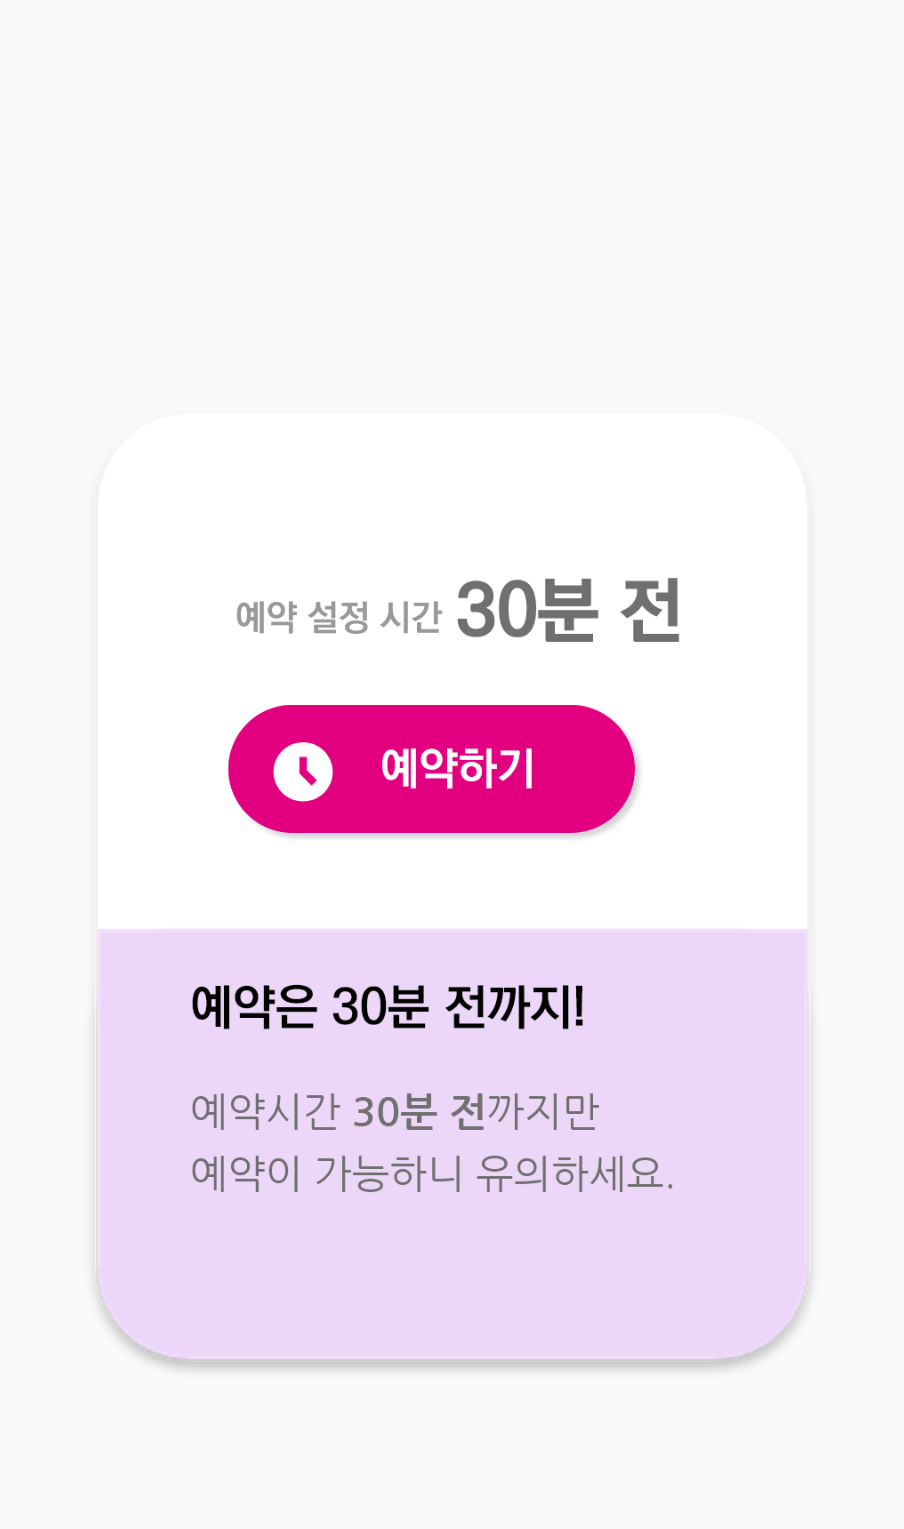 예약 설정 시간 30분 전
예약하기
예약은 30분 전까지!
예약시간 30분 전까지만
예약이 가능하니 유의하세요.